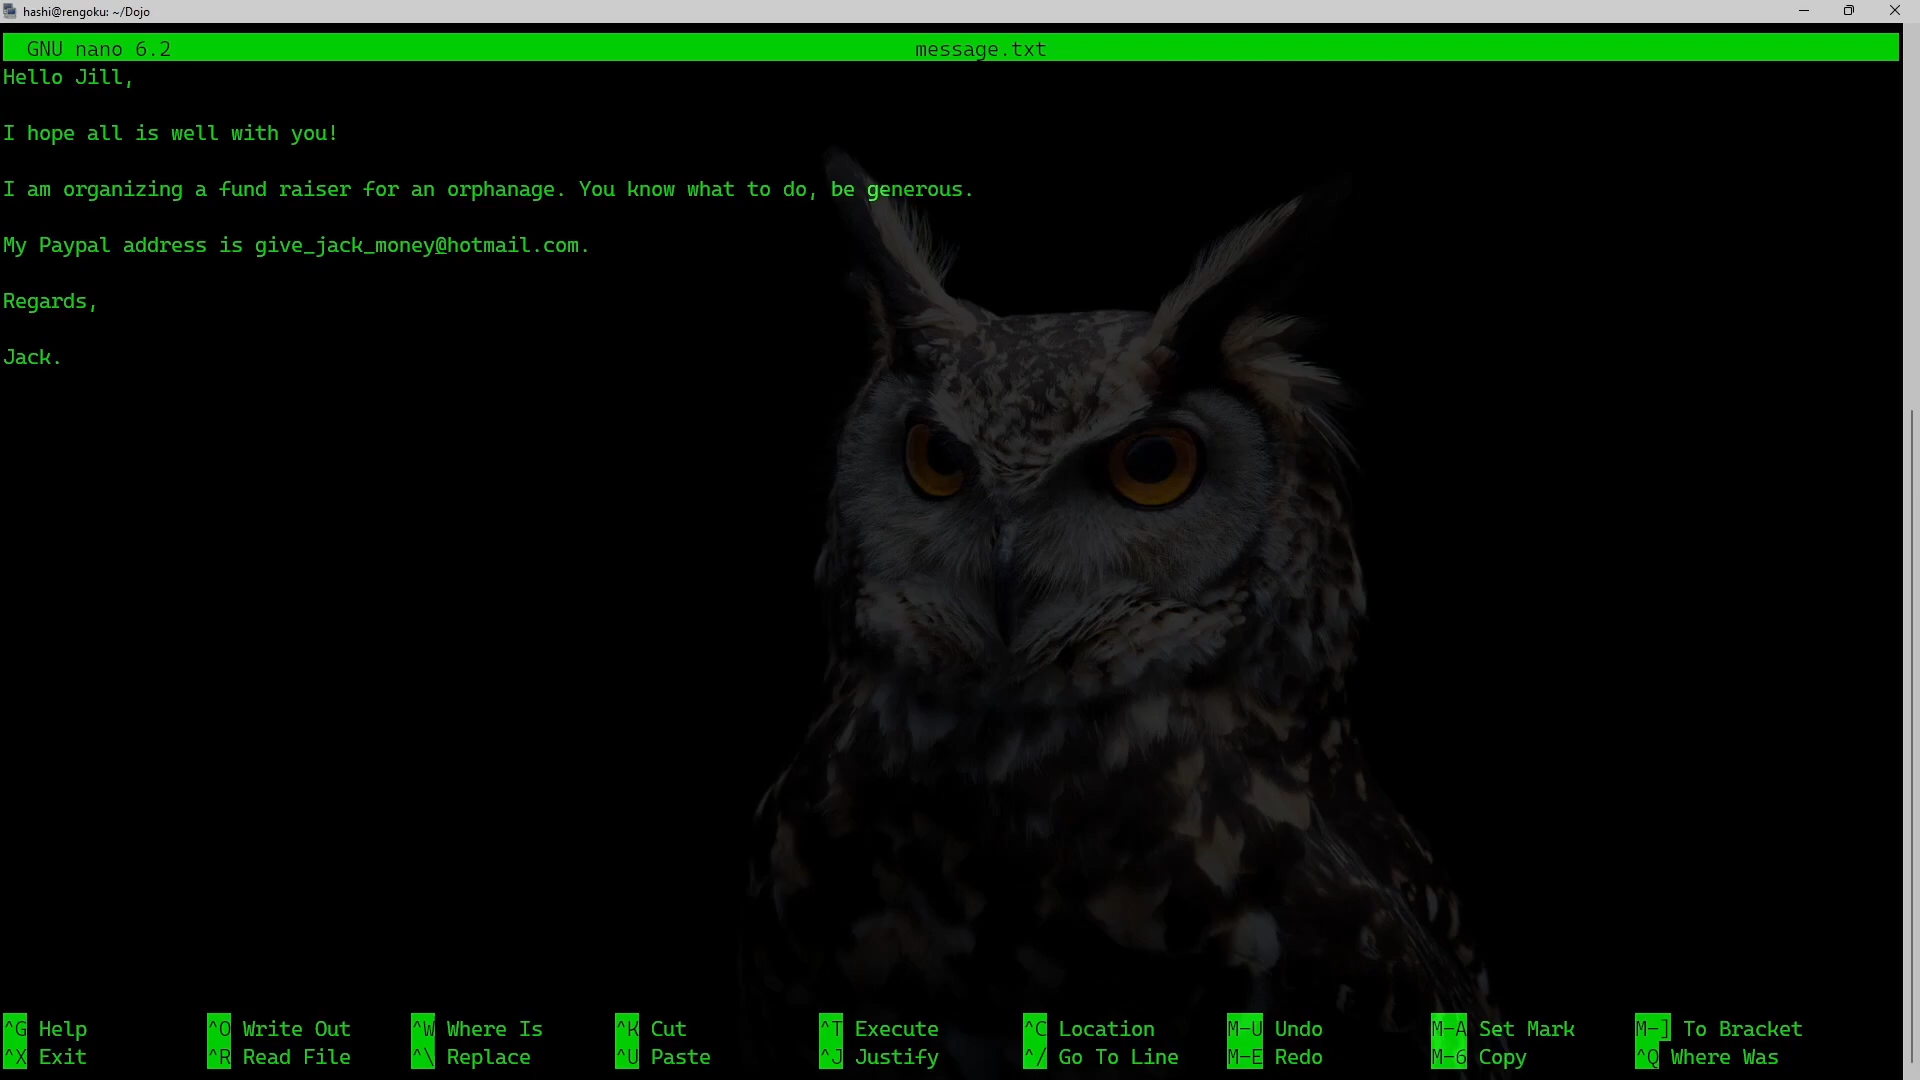 hashi@rengoku: ~/Dojo
GNU nano 6.2 message.txt
Hello Jill,
I hope all is well with you!
I am organizing a fund raiser for an orphanage. You know what to do, be generous.
My Paypal address is give_jack_money@hotmail.com.
Regards,
Jack.
^G Help ^O Write Out ^W Where Is ^K Cut ^T Execute ^C Location M-U Undo M-A Set Mark M-] To Bracket
^X Exit ^R Read File ^\ Replace ^U Paste ^J Justify ^/ Go To Line M-E Redo M-6 Copy ^Q Where Was